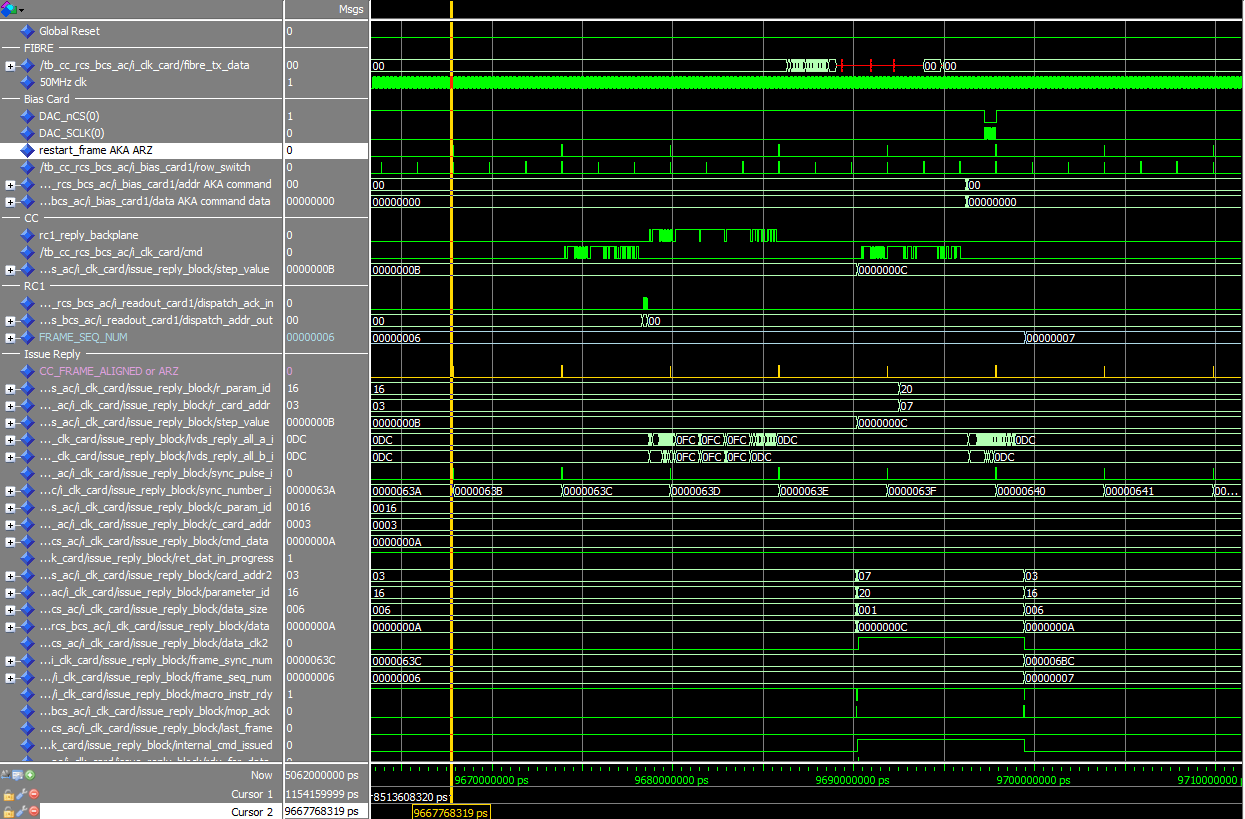 Msgs
Global Reset 0
FIBRE
/tb_cc_rcs_bcs_ac/i_clk_card/fibre_tx_data 00 00 00 00
50MHz clk 1
Bias Card
DAC_nCS(0) 1
DAC_SCLK(0) 0
restart_frame AKA ARZ 0
/tb_cc_rcs_bcs_ac/i_bias_card1/row_switch 0
..._rcs_bcs_ac/i_bias_card1/addr AKA command 00 00 00
...bcs_ac/i_bias_card1/data AKA command data 00000000 00000000 00000000
CC
rc1_reply_backplane 0
/tb_cc_rcs_bcs_ac/i_clk_card/cmd 0
...s_ac/i_clk_card/issue_reply_block/step_value 0000000B 0000000B 0000000C
RC1
..._rcs_bcs_ac/i_readout_card1/dispatch_ack_in 0
...s_bcs_ac/i_readout_card1/dispatch_addr_out 00 00 00
FRAME_SEQ_NUM 00000006 00000006 00000007
Issue Reply
CC_FRAME_ALIGNED or ARZ 0
...s_ac/i_clk_card/issue_reply_block/r_param_id 16 16 20
..._ac/i_clk_card/issue_reply_block/r_card_addr 03 03 07
...s_ac/i_clk_card/issue_reply_block/step_value 0000000B 0000000B 0000000C
..._clk_card/issue_reply_block/lvds_reply_all_a_i 0DC 0DC 0FC 0FC 0FC 0DC 0DC
..._clk_card/issue_reply_block/lvds_reply_all_b_i 0DC 0DC 0FC 0FC 0FC 0DC 0DC
..._ac/i_clk_card/issue_reply_block/sync_pulse_i 0
...c/i_clk_card/issue_reply_block/sync_number_i 0000063A 0000063A 0000063B 0000063C 0000063D 0000063E 0000063F 00000640 00000641 00...
...s_ac/i_clk_card/issue_reply_block/c_param_id 0016 0016
..._ac/i_clk_card/issue_reply_block/c_card_addr 0003 0003
...cs_ac/i_clk_card/issue_reply_block/cmd_data 0000000A 0000000A
...k_card/issue_reply_block/ret_dat_in_progress 1
...s_ac/i_clk_card/issue_reply_block/card_addr2 03 03 07 03
...ac/i_clk_card/issue_reply_block/parameter_id 16 16 20 16
...cs_ac/i_clk_card/issue_reply_block/data_size 006 006 001 006
...rcs_bcs_ac/i_clk_card/issue_reply_block/data 0000000A 0000000A 0000000C 0000000A
...cs_ac/i_clk_card/issue_reply_block/data_clk2 0
...i_clk_card/issue_reply_block/frame_sync_num 0000063C 0000063C 000006BC
.../i_clk_card/issue_reply_block/frame_seq_num 00000006 00000006 00000007
.../i_clk_card/issue_reply_block/macro_instr_rdy 1
...bcs_ac/i_clk_card/issue_reply_block/mop_ack 0
...cs_ac/i_clk_card/issue_reply_block/last_frame 0
...k_card/issue_reply_block/internal_cmd_issued 0
Now 5062000000 ps 9670000000 ps 9680000000 ps 9690000000 ps 9700000000 ps 9710000000 ps
Cursor 1 1154159999 ps -8513608320 ps
Cursor 2 9667768319 ps 9667768319 ps